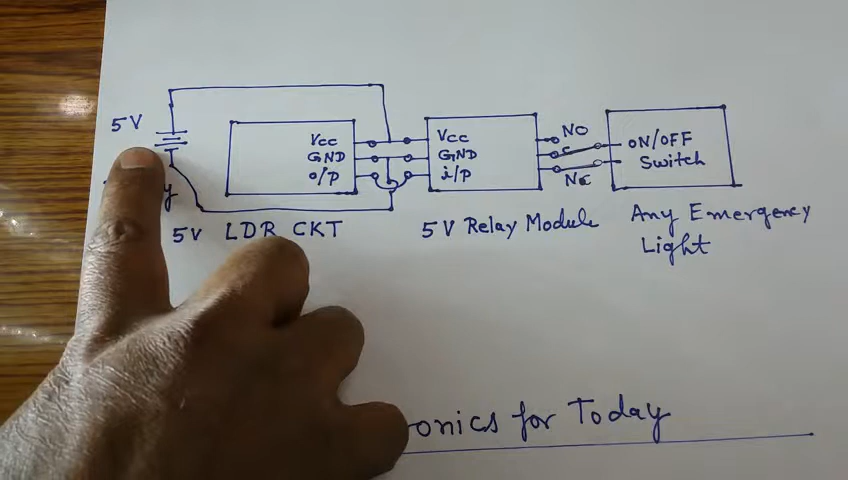 5V
Vcc
GND
o/p
5V LDR CKT
Vcc
GND
i/p
5V Relay Module
NO
C
NC
ON/OFF
Switch
Any Emergency
Light
for Today